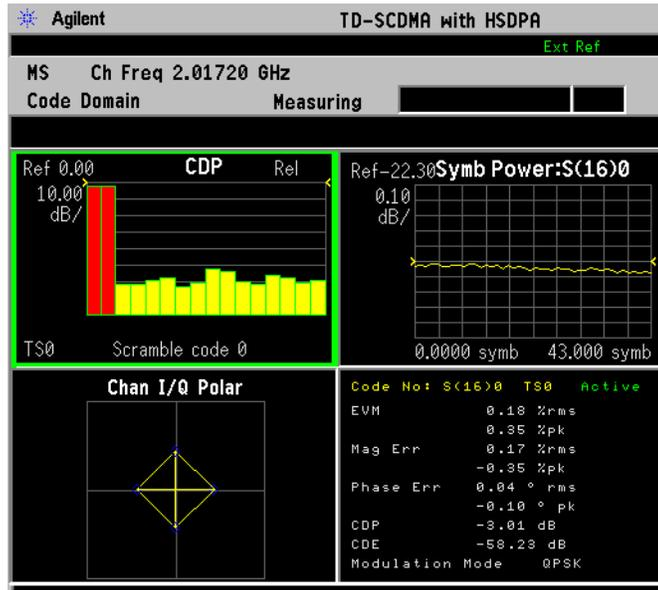 Agilent TD-SCDMA with HSDPA
Ext Ref
MS Ch Freq 2.01720 GHz
Code Domain Measuring
Ref 0.00 CDP Rel
10.00
dB/
TS0 Scramble code 0
Ref-22.30 Symb Power:S(16)0
0.10
dB/
0.0000 symb 43.000 symb
Chan I/Q Polar
Code No: S(16)0 TS0 Active
EVM 0.18 %rms
0.35 %pk
Mag Err 0.17 %rms
-0.35 %pk
Phase Err 0.04 ° rms
-0.10 ° pk
CDP -3.01 dB
CDE -58.23 dB
Modulation Mode QPSK